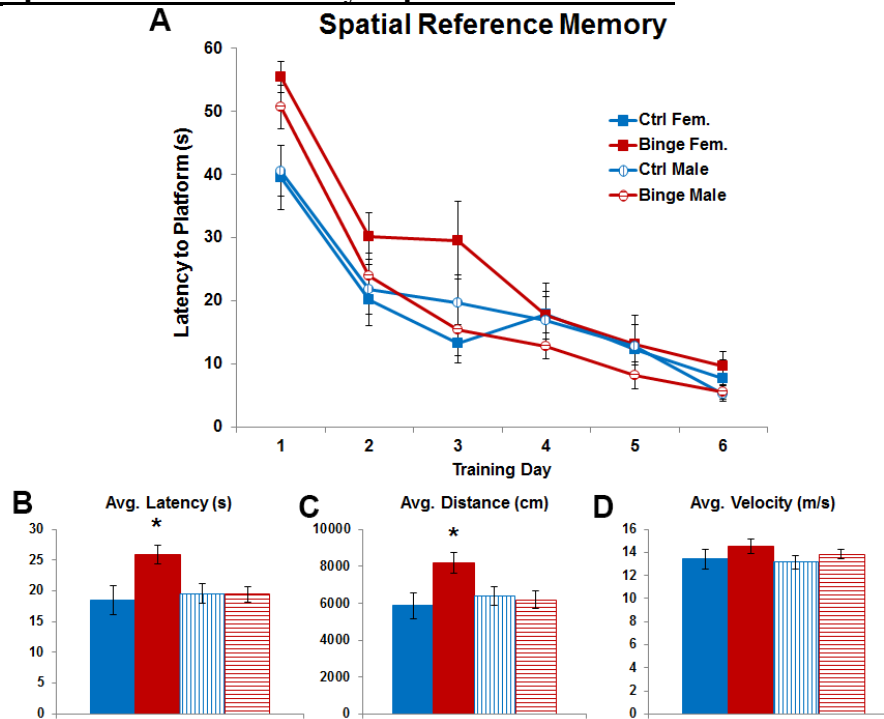 A
Spatial Reference Memory
60
50
40
30
20
10
0
Latency to Platform (s)
Ctrl Fem.
Binge Fem.
Ctrl Male
Binge Male
1 2 3 4 5 6
Training Day
B
Avg. Latency (s)
*
30
25
20
15
10
5
0
C
Avg. Distance (cm)
*
10000
8000
6000
4000
2000
0
D
Avg. Velocity (m/s)
16
14
12
10
8
6
4
2
0